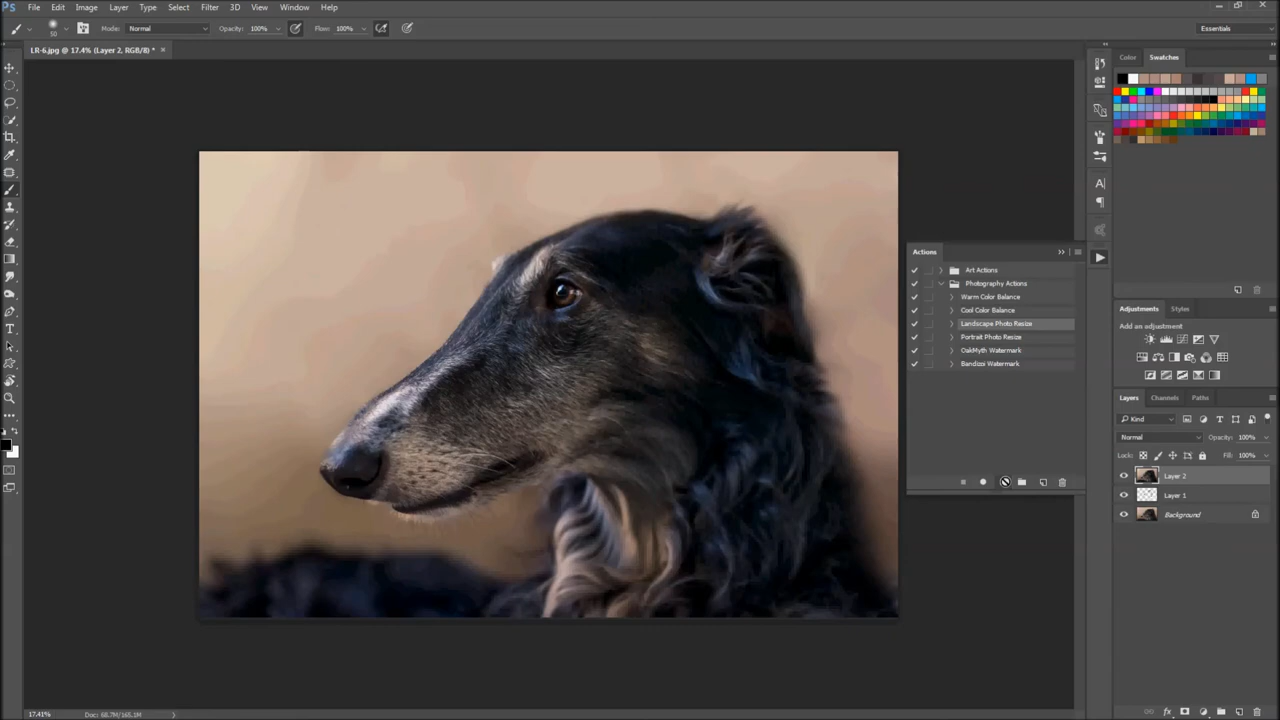 Ps File Edit Image Layer Type Select Filter 3D View Window Help
50 Mode: Normal Opacity: 100% Flow: 100% Essentials
LR-6.jpg @ 17.4% (Layer 2, RGB/8) * ×
Color Swatches
Actions
Art Actions
Photography Actions
Warm Color Balance
Cool Color Balance
Landscape Photo Resize
Portrait Photo Resize
OakMyth Watermark
Bandizsi Watermark
Adjustments Styles
Add an adjustment
Layers Channels Paths
Kind
Normal Opacity: 100%
Lock: Fill: 100%
Layer 2
Layer 1
Background
17.41% Doc: 68.7M/165.1M